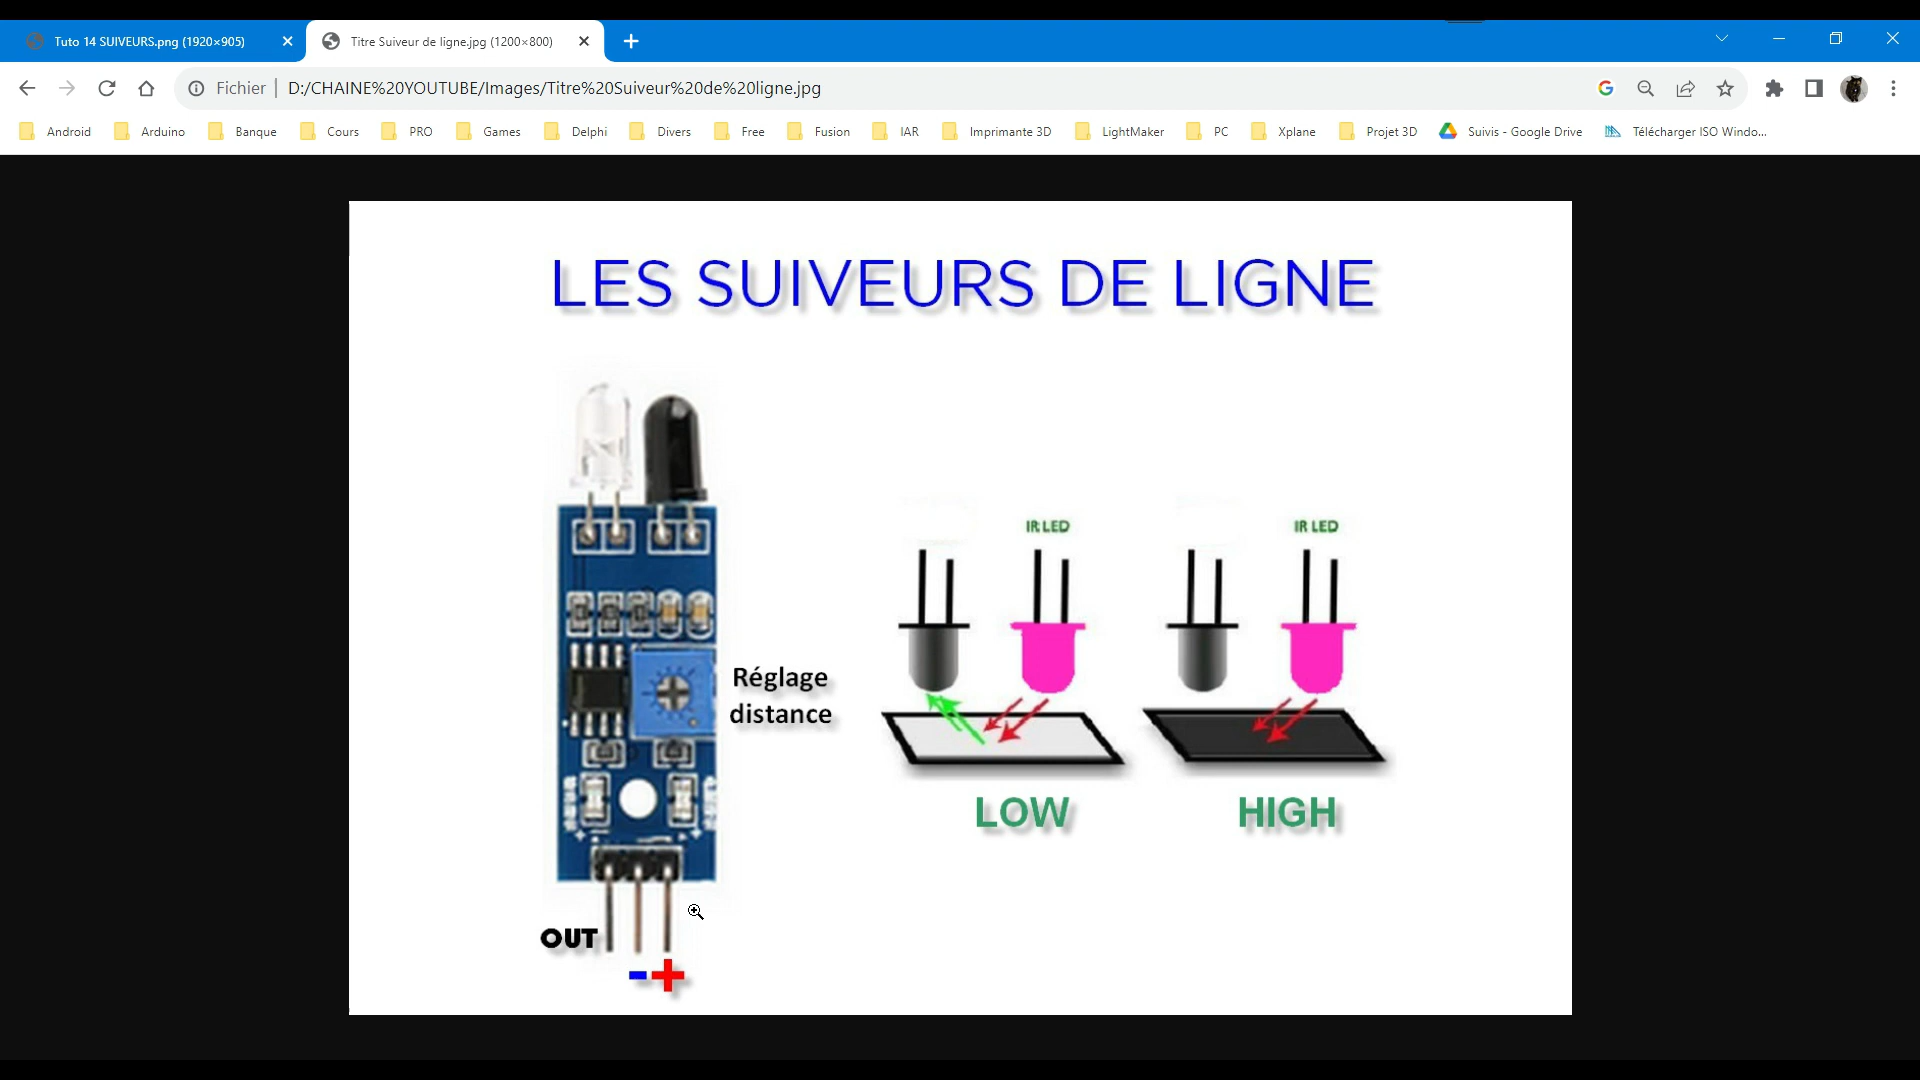 Tuto 14 SUIVEURS.png (1920×905)
Titre Suiveur de ligne.jpg (1200×800)
Fichier
D:/CHAINE%20YOUTUBE/Images/Titre%20Suiveur%20de%20ligne.jpg
Android
Arduino
Banque
Cours
PRO
Games
Delphi
Divers
Free
Fusion
IAR
Imprimante 3D
LightMaker
PC
Xplane
Projet 3D
Suivis - Google Drive
Télécharger ISO Windo...
LES SUIVEURS DE LIGNE
IR LED
IR LED
Réglage
distance
LOW
HIGH
OUT
-+